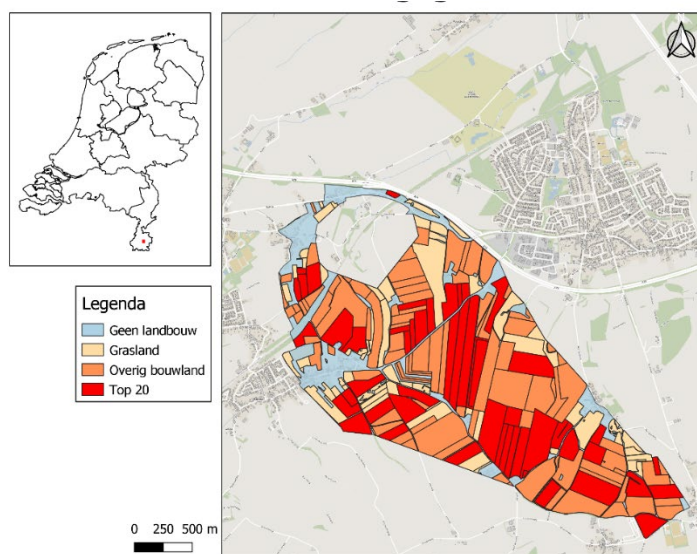 Legenda
Geen landbouw
Grasland
Overig bouwland
Top 20
0 250 500 m